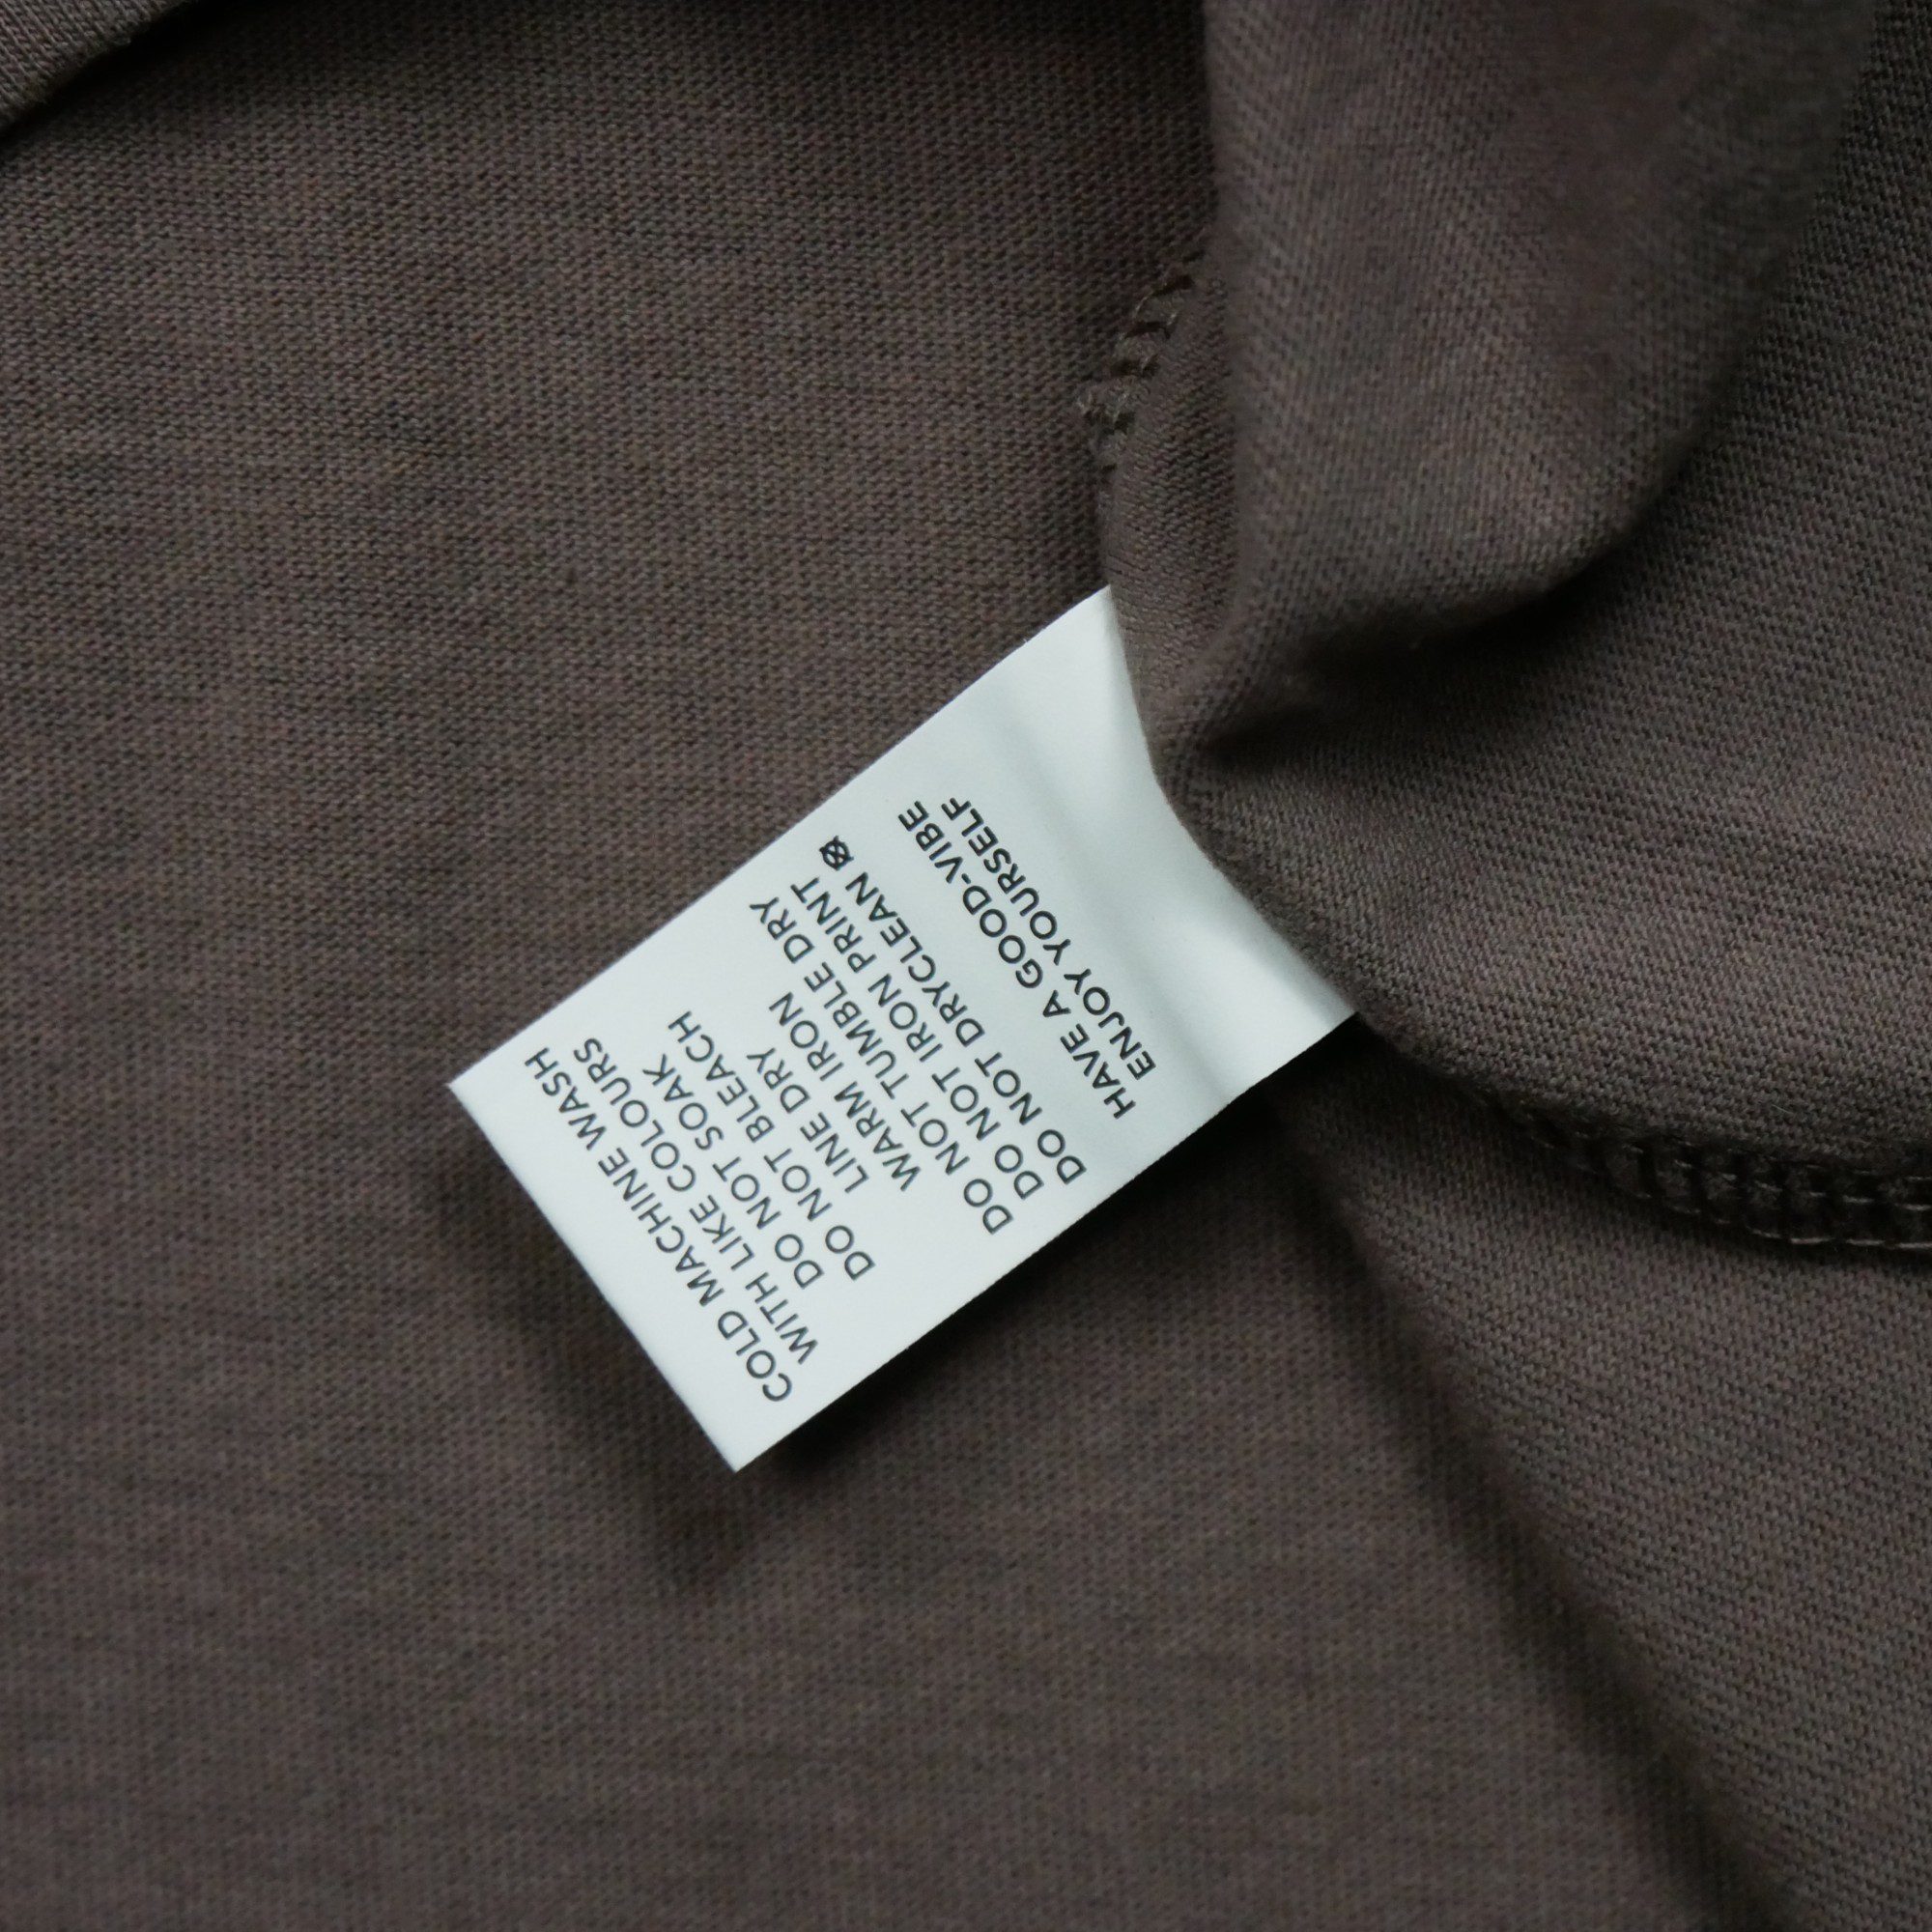 COLD MACHINE WASH
WITH LIKE COLOURS
DO NOT SOAK
DO NOT BLEACH
LINE DRY
WARM IRON
DO NOT TUMBLE DRY
DO NOT IRON PRINT
DO NOT DRYCLEAN
HAVE A GOOD-VIBE
ENJOY YOURSELF